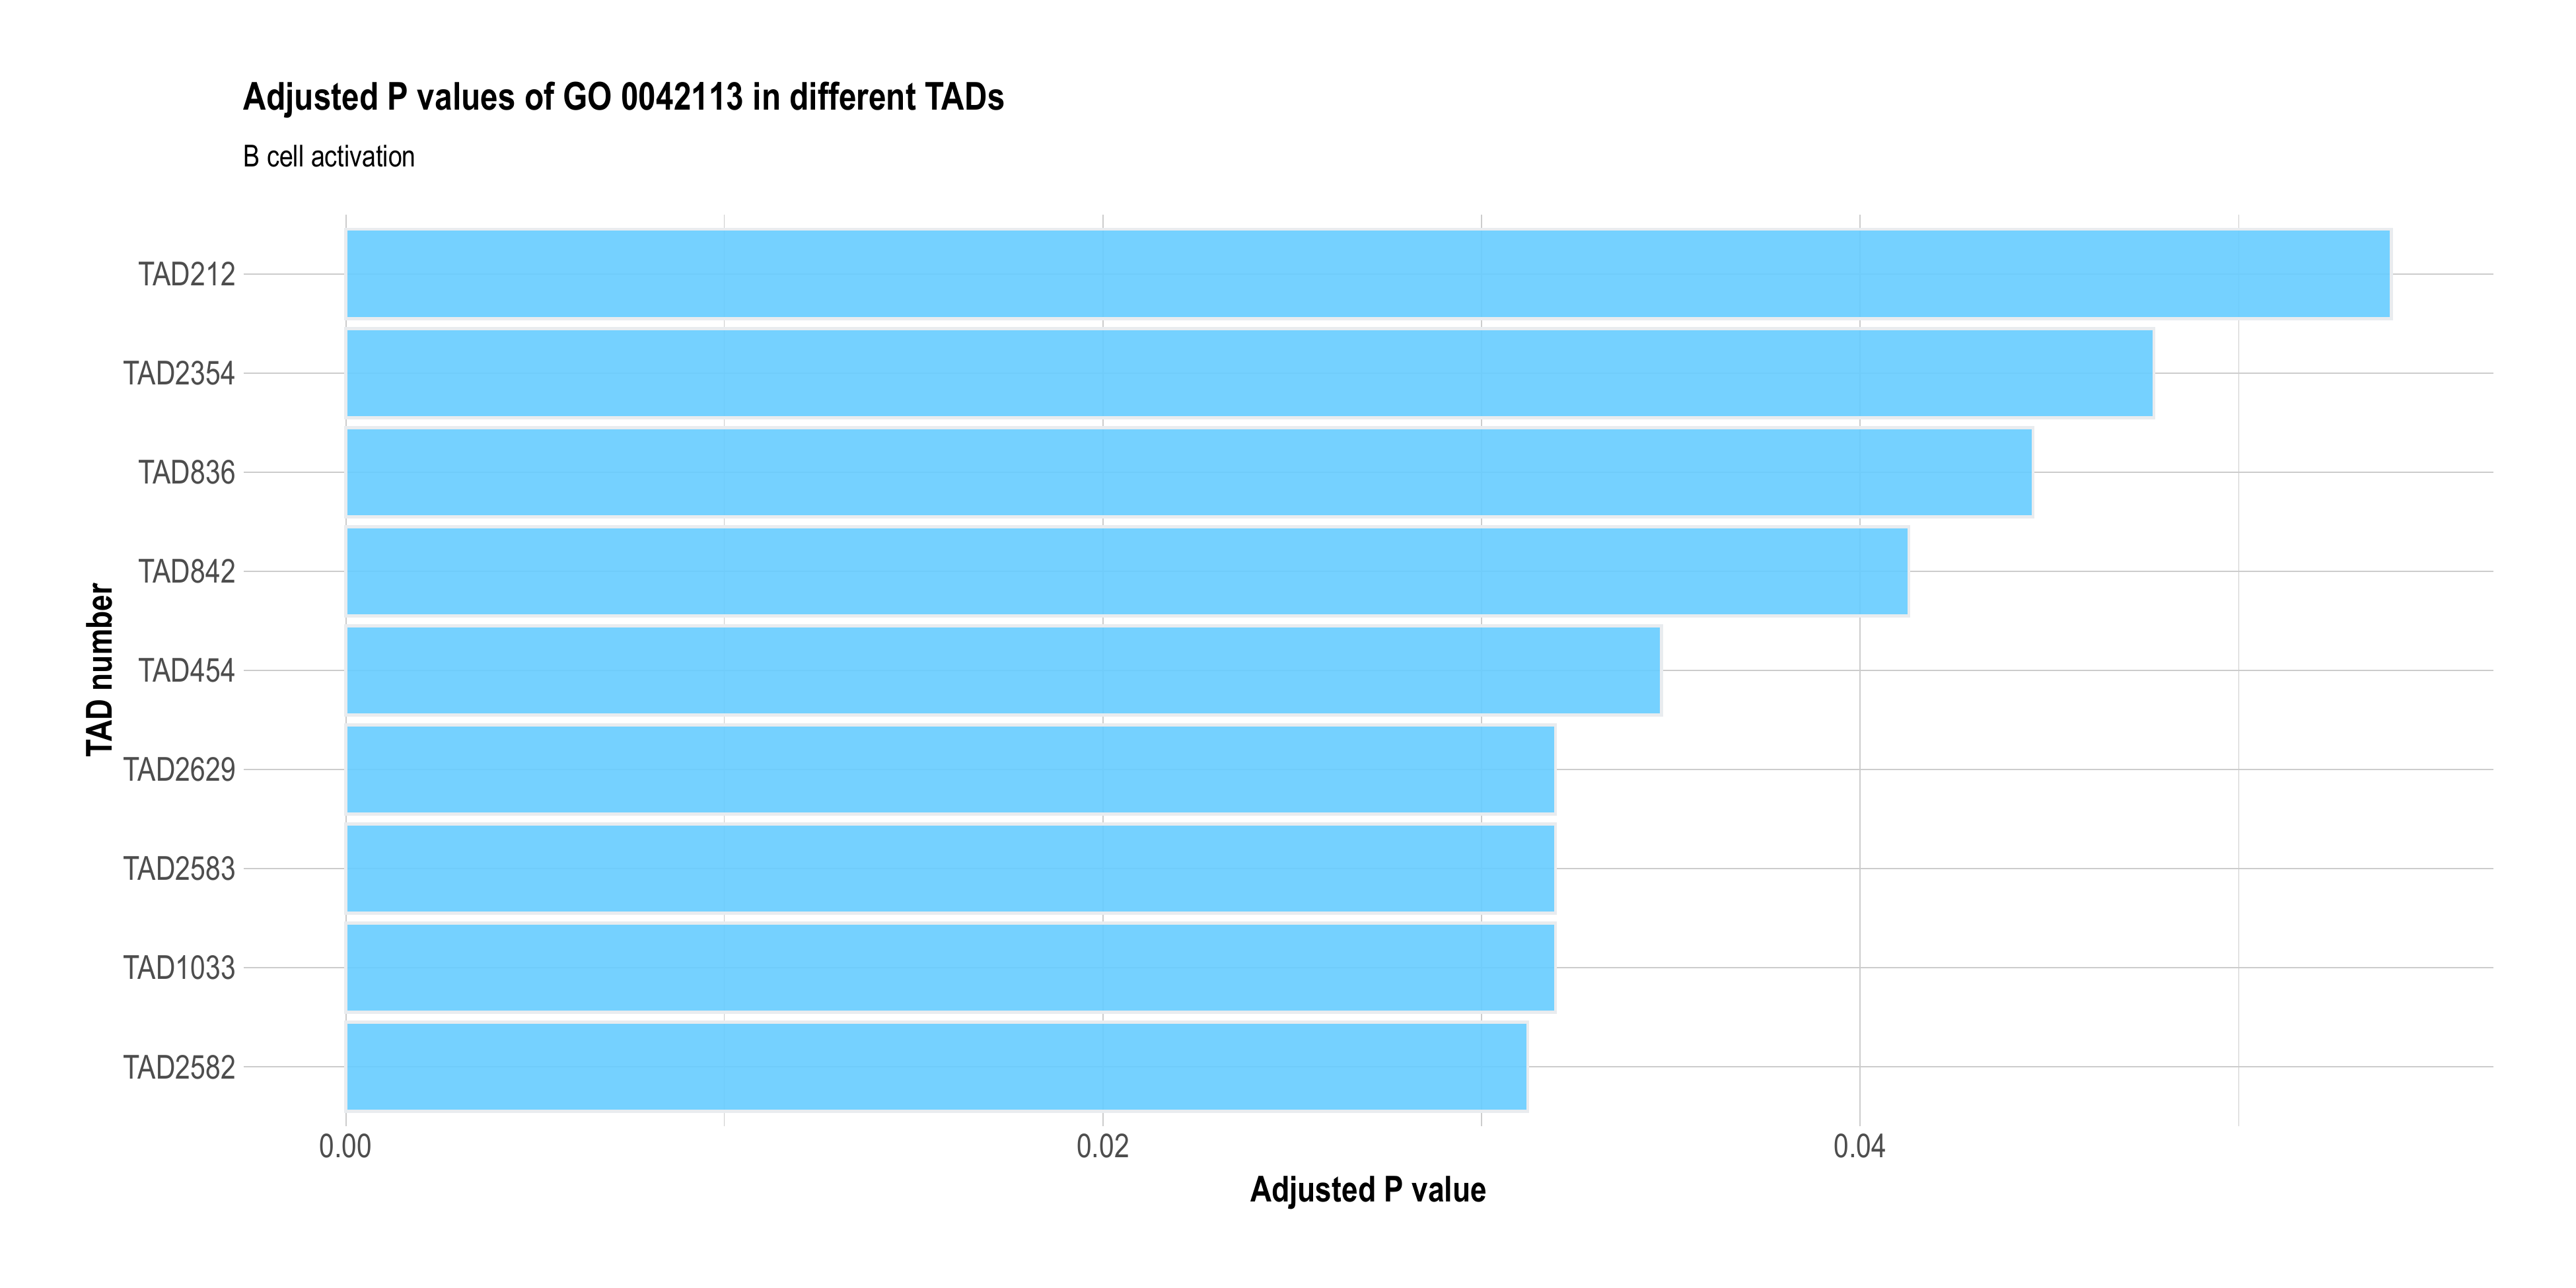 Adjusted P values of GO 0042113 in different TADs
B cell activation
TAD number
TAD212
TAD2354
TAD836
TAD842
TAD454
TAD2629
TAD2583
TAD1033
TAD2582
0.00
0.02
0.04
Adjusted P value